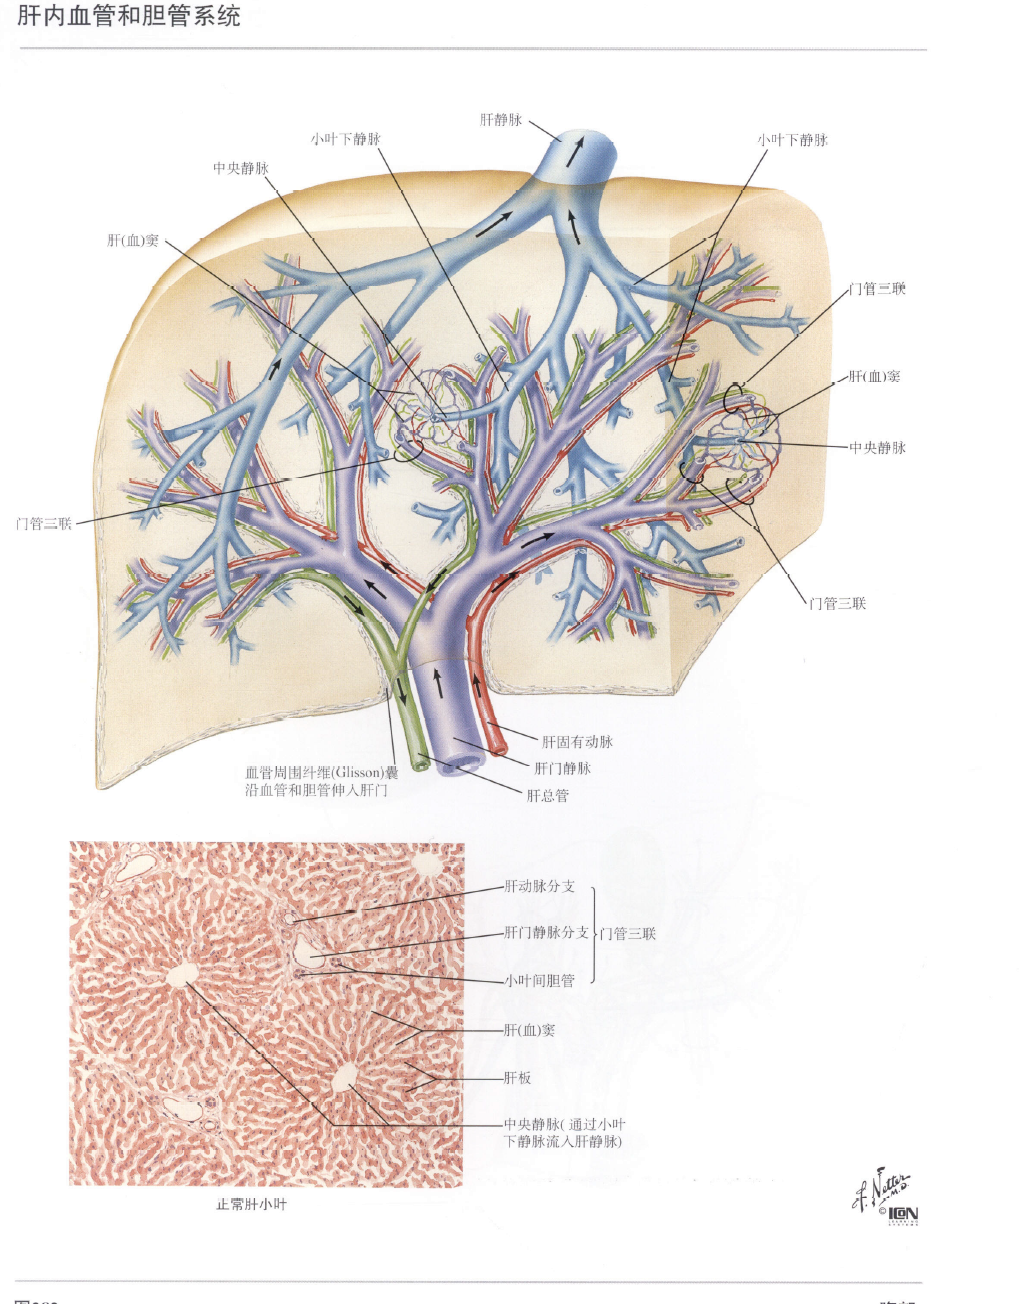 肝内血管和胆管系统
肝静脉
小叶下静脉
小叶下静脉
中央静脉
肝(血)窦
门管三联
肝(血)窦
中央静脉
门管三联
门管三联
肝固有动脉
肝门静脉
肝总管
血管周围纤维(Glisson)囊
沿血管和胆管伸入肝门
肝动脉分支
肝门静脉分支
门管三联
小叶间胆管
肝(血)窦
肝板
中央静脉(通过小叶
下静脉流入肝静脉)
正常肝小叶
F. Netter
M.D.
© ICON
LEARNING
SYSTEMS